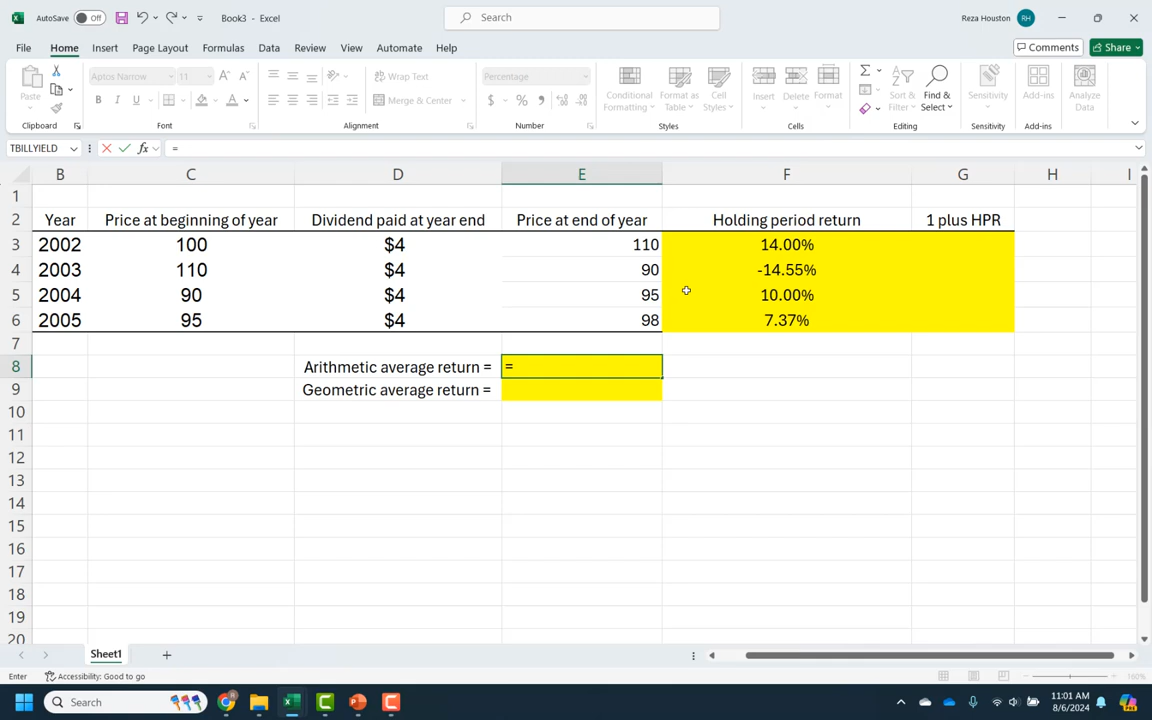 AutoSave Off Book3 - Excel Search Reza Houston RH
File Home Insert Page Layout Formulas Data Review View Automate Help Comments Share
Paste Aptos Narrow 11 A A Wrap Text Percentage Conditional Formatting Format as Table Cell Styles Insert Delete Format Sort & Filter Find & Select Sensitivity Add-ins Analyze Data
B I U A Merge & Center $ % 9
Clipboard Font Alignment Number Styles Cells Editing Sensitivity Add-ins
TBILLYIELD fx =
B C D E F G H I
1
2 Year Price at beginning of year Dividend paid at year end Price at end of year Holding period return 1 plus HPR
3 2002 100 $4 110 14.00%
4 2003 110 $4 90 -14.55%
5 2004 90 $4 95 10.00%
6 2005 95 $4 98 7.37%
7
8 Arithmetic average return = =
9 Geometric average return =
10
11
12
13
14
15
16
17
18
19
20
Sheet1
Enter Accessibility: Good to go 160%
Search 11:01 AM
8/6/2024